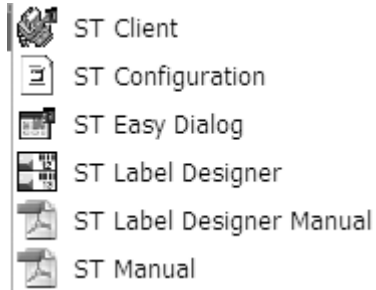 ST Client
ST Configuration
ST Easy Dialog
ST Label Designer
ST Label Designer Manual
ST Manual